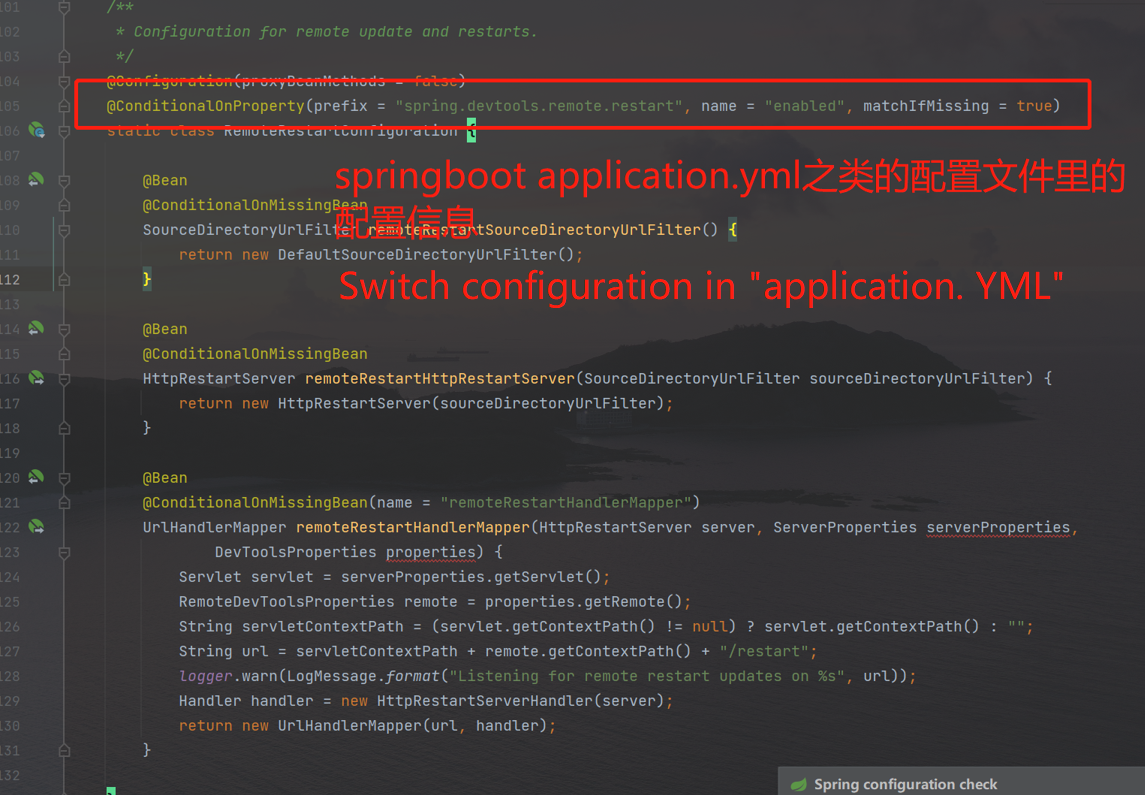 101 /**
102 * Configuration for remote update and restarts.
103 */
104 @Configuration(proxyBeanMethods = false)
105 @ConditionalOnProperty(prefix = "spring.devtools.remote.restart", name = "enabled", matchIfMissing = true)
106 static class RemoteRestartConfiguration {
107
springboot application.yml之类的配置文件里的
配置信息
108 @Bean
109 @ConditionalOnMissingBean
110 SourceDirectoryUrlFilter remoteRestartSourceDirectoryUrlFilter() {
111 return new DefaultSourceDirectoryUrlFilter();
112 }
Switch configuration in "application. YML"
113
114 @Bean
115 @ConditionalOnMissingBean
116 HttpRestartServer remoteRestartHttpRestartServer(SourceDirectoryUrlFilter sourceDirectoryUrlFilter) {
117 return new HttpRestartServer(sourceDirectoryUrlFilter);
118 }
119
120 @Bean
121 @ConditionalOnMissingBean(name = "remoteRestartHandlerMapper")
122 UrlHandlerMapper remoteRestartHandlerMapper(HttpRestartServer server, ServerProperties serverProperties,
123 DevToolsProperties properties) {
124 Servlet servlet = serverProperties.getServlet();
125 RemoteDevToolsProperties remote = properties.getRemote();
126 String servletContextPath = (servlet.getContextPath() != null) ? servlet.getContextPath() : "";
127 String url = servletContextPath + remote.getContextPath() + "/restart";
128 logger.warn(LogMessage.format("Listening for remote restart updates on %s", url));
129 Handler handler = new HttpRestartServerHandler(server);
130 return new UrlHandlerMapper(url, handler);
131 }
132
Spring configuration check